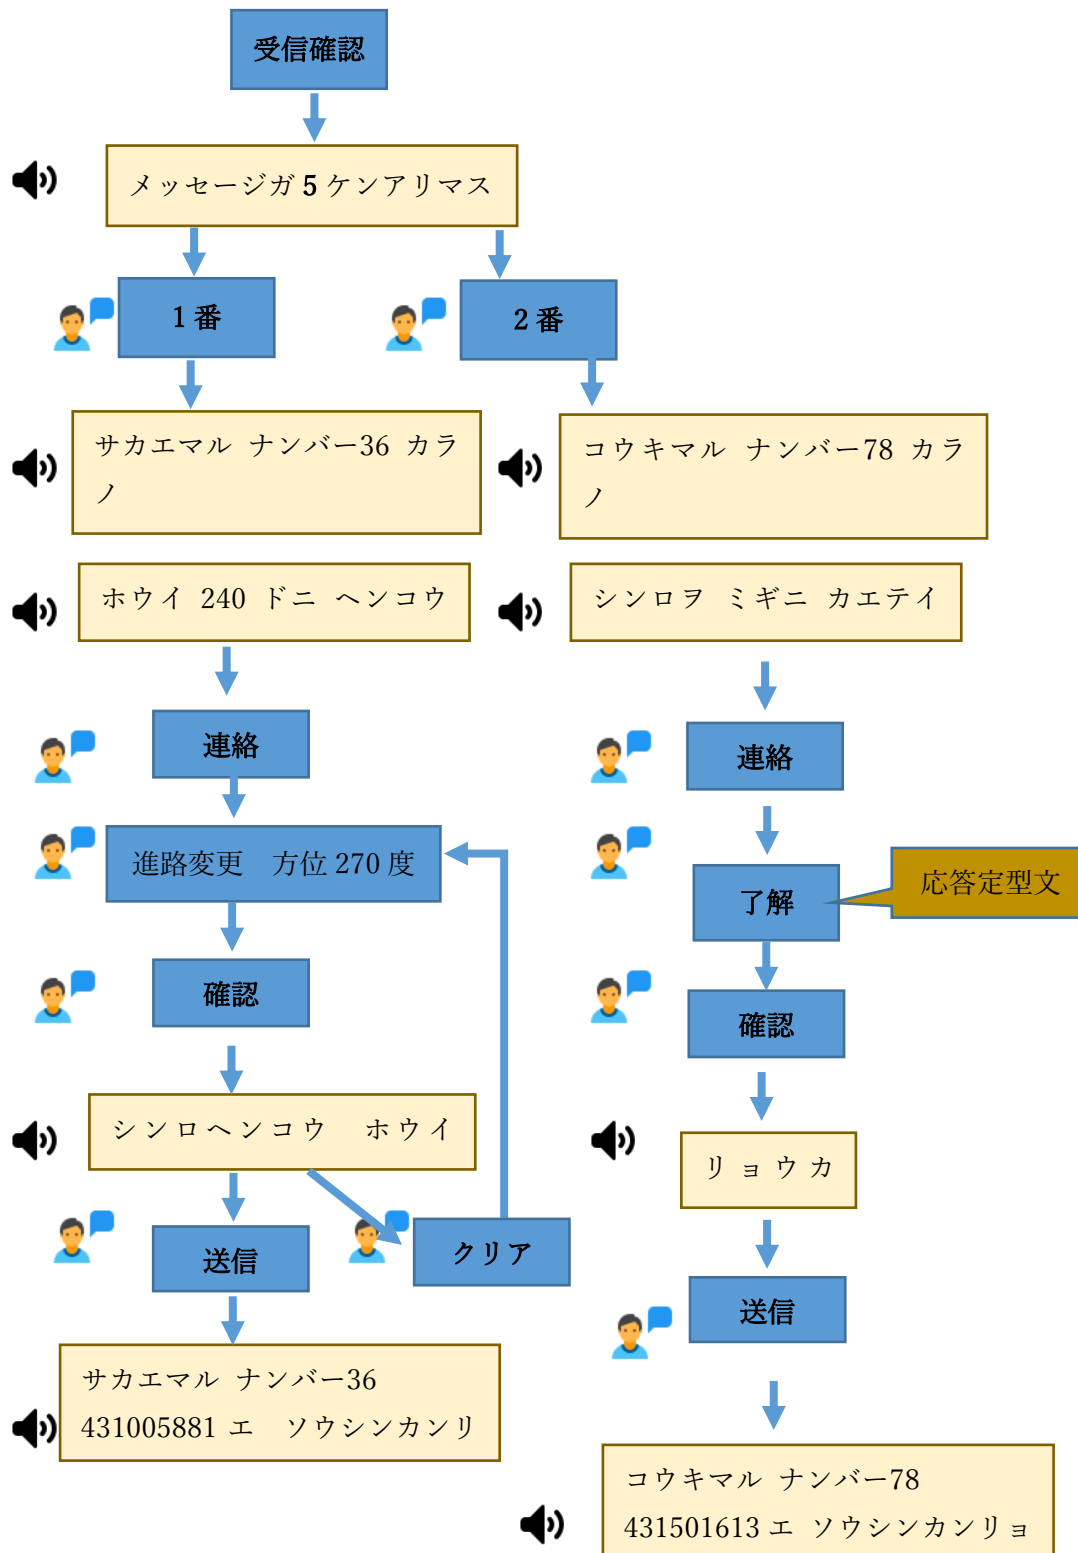 受信確認
メッセージガ 5 ケンアリマス
1 番
2 番
サカエマル ナンバー36 カラ
ノ
コウキマル ナンバー78 カラ
ノ
ホウイ 240 ドニ ヘンコウ
シンロヲ ミギニ カエテイ
連絡
進路変更　方位 270 度
確認
シンロヘンコウ　ホウイ
送信
クリア
サカエマル ナンバー36
431005881 エ　ソウシンカンリ
連絡
了解
応答定型文
確認
リョウカ
送信
コウキマル ナンバー78
431501613 エ ソウシンカンリョ